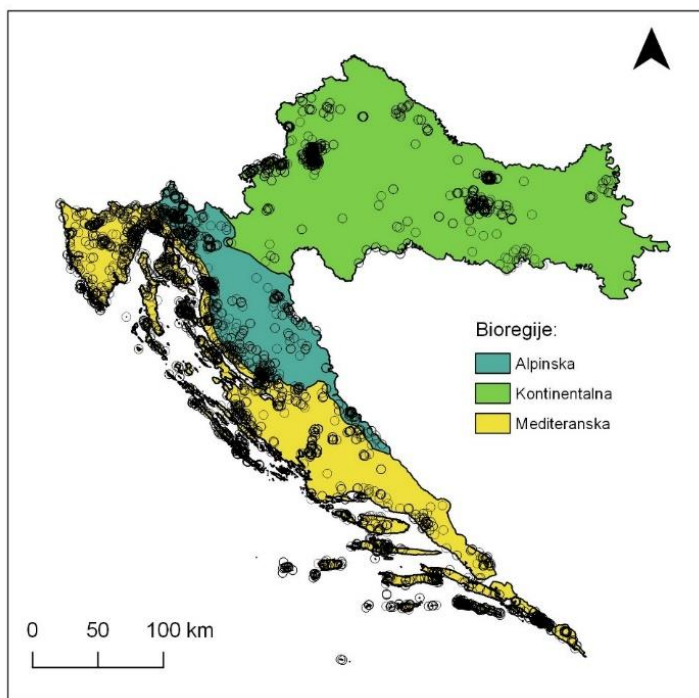 Bioregije:
Alpinska
Kontinentalna
Mediteranska
0 50 100 km